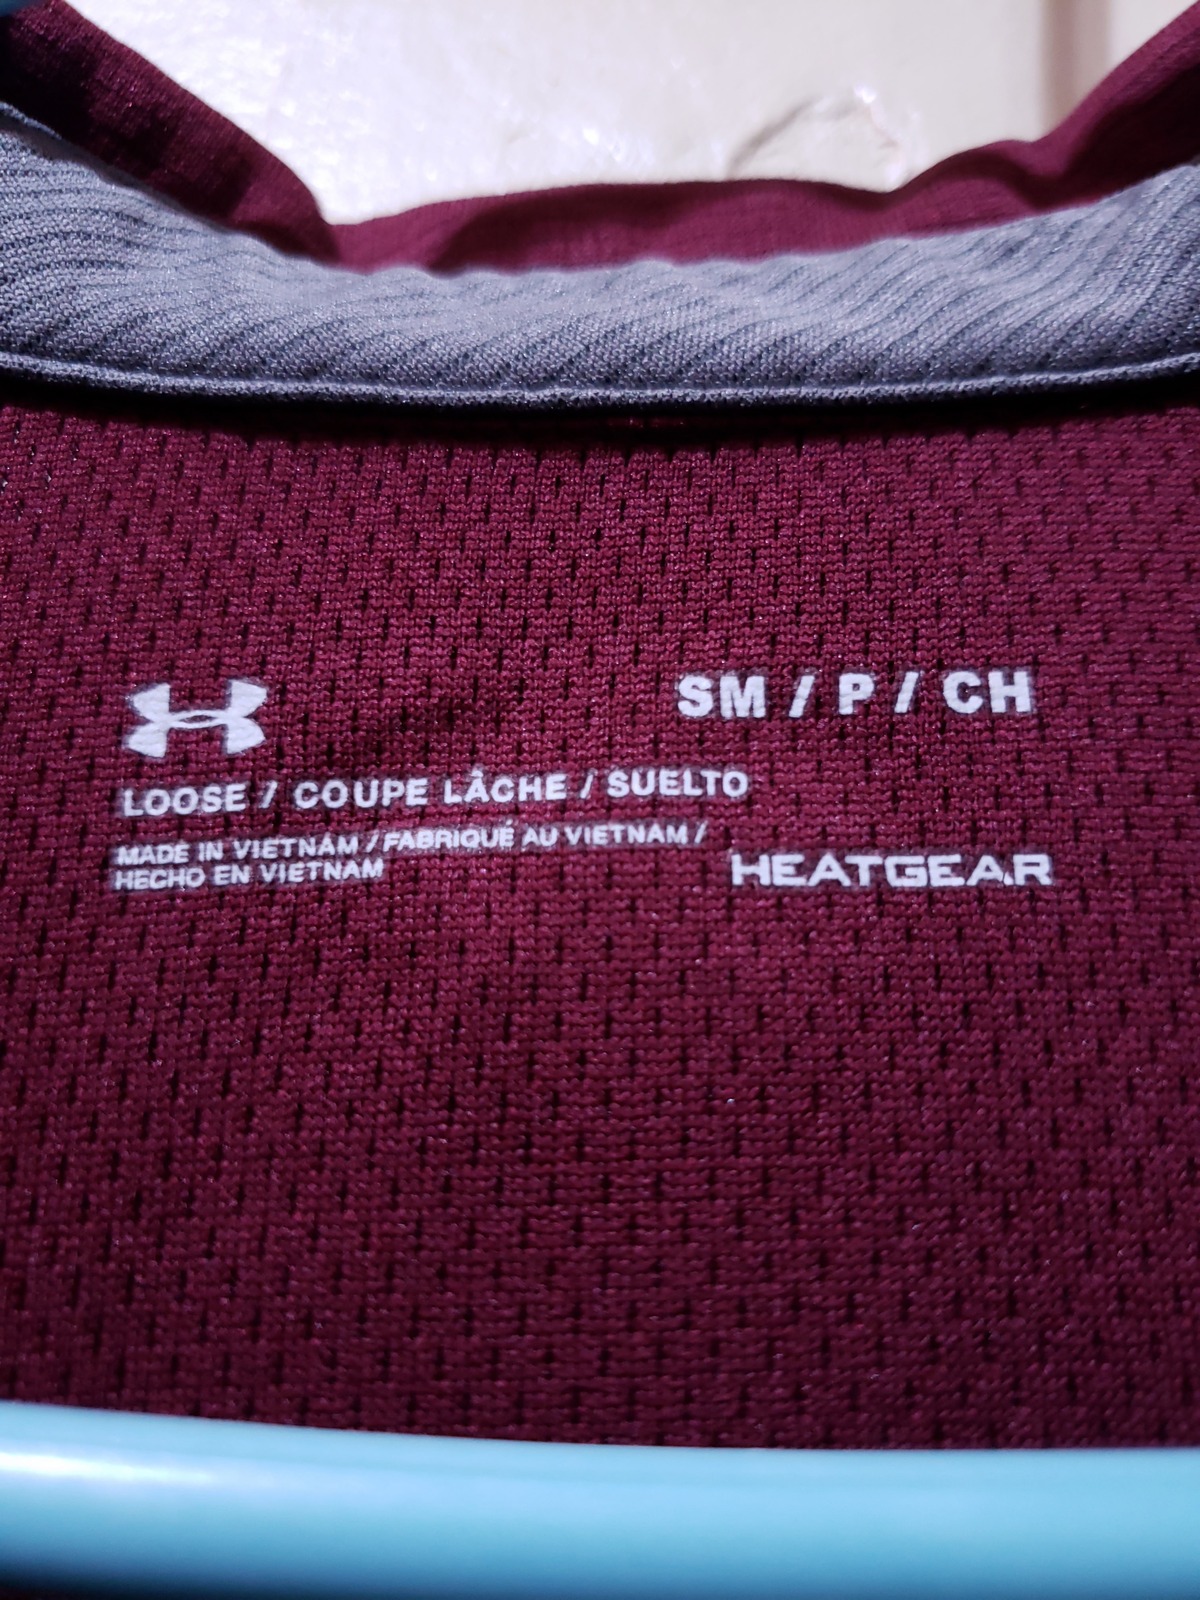 SM / P / CH
LOOSE / COUPE LÂCHE / SUELTO
MADE IN VIETNAM / FABRIQUÉ AU VIETNAM /
HECHO EN VIETNAM
HEATGEAR